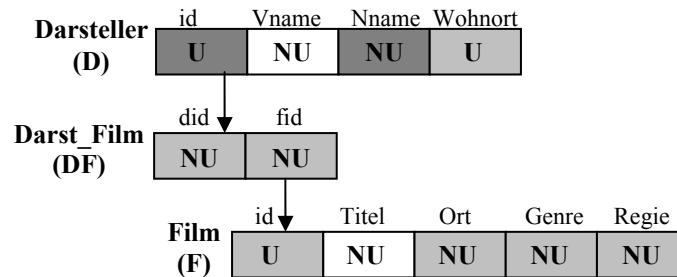 id Vname Nname Wohnort
Darsteller
(D)
U NU NU U
did fid
Darst_Film
(DF)
NU NU
id Titel Ort Genre Regie
Film
(F)
U NU NU NU NU